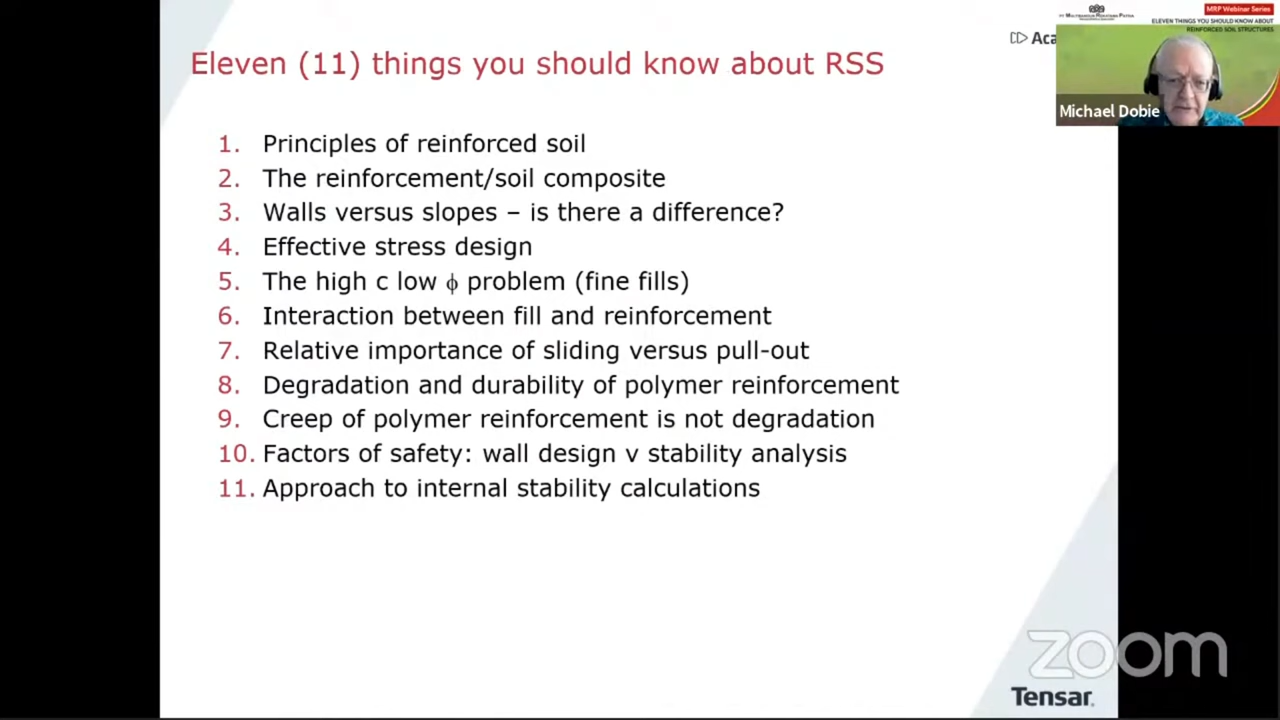 Eleven (11) things you should know about RSS
1. Principles of reinforced soil
2. The reinforcement/soil composite
3. Walls versus slopes – is there a difference?
4. Effective stress design
5. The high c low ϕ problem (fine fills)
6. Interaction between fill and reinforcement
7. Relative importance of sliding versus pull-out
8. Degradation and durability of polymer reinforcement
9. Creep of polymer reinforcement is not degradation
10. Factors of safety: wall design v stability analysis
11. Approach to internal stability calculations
MRP Webinar Series
ELEVEN THINGS YOU SHOULD KNOW ABOUT
REINFORCED SOIL STRUCTURES
Michael Dobie
zoom
Tensar